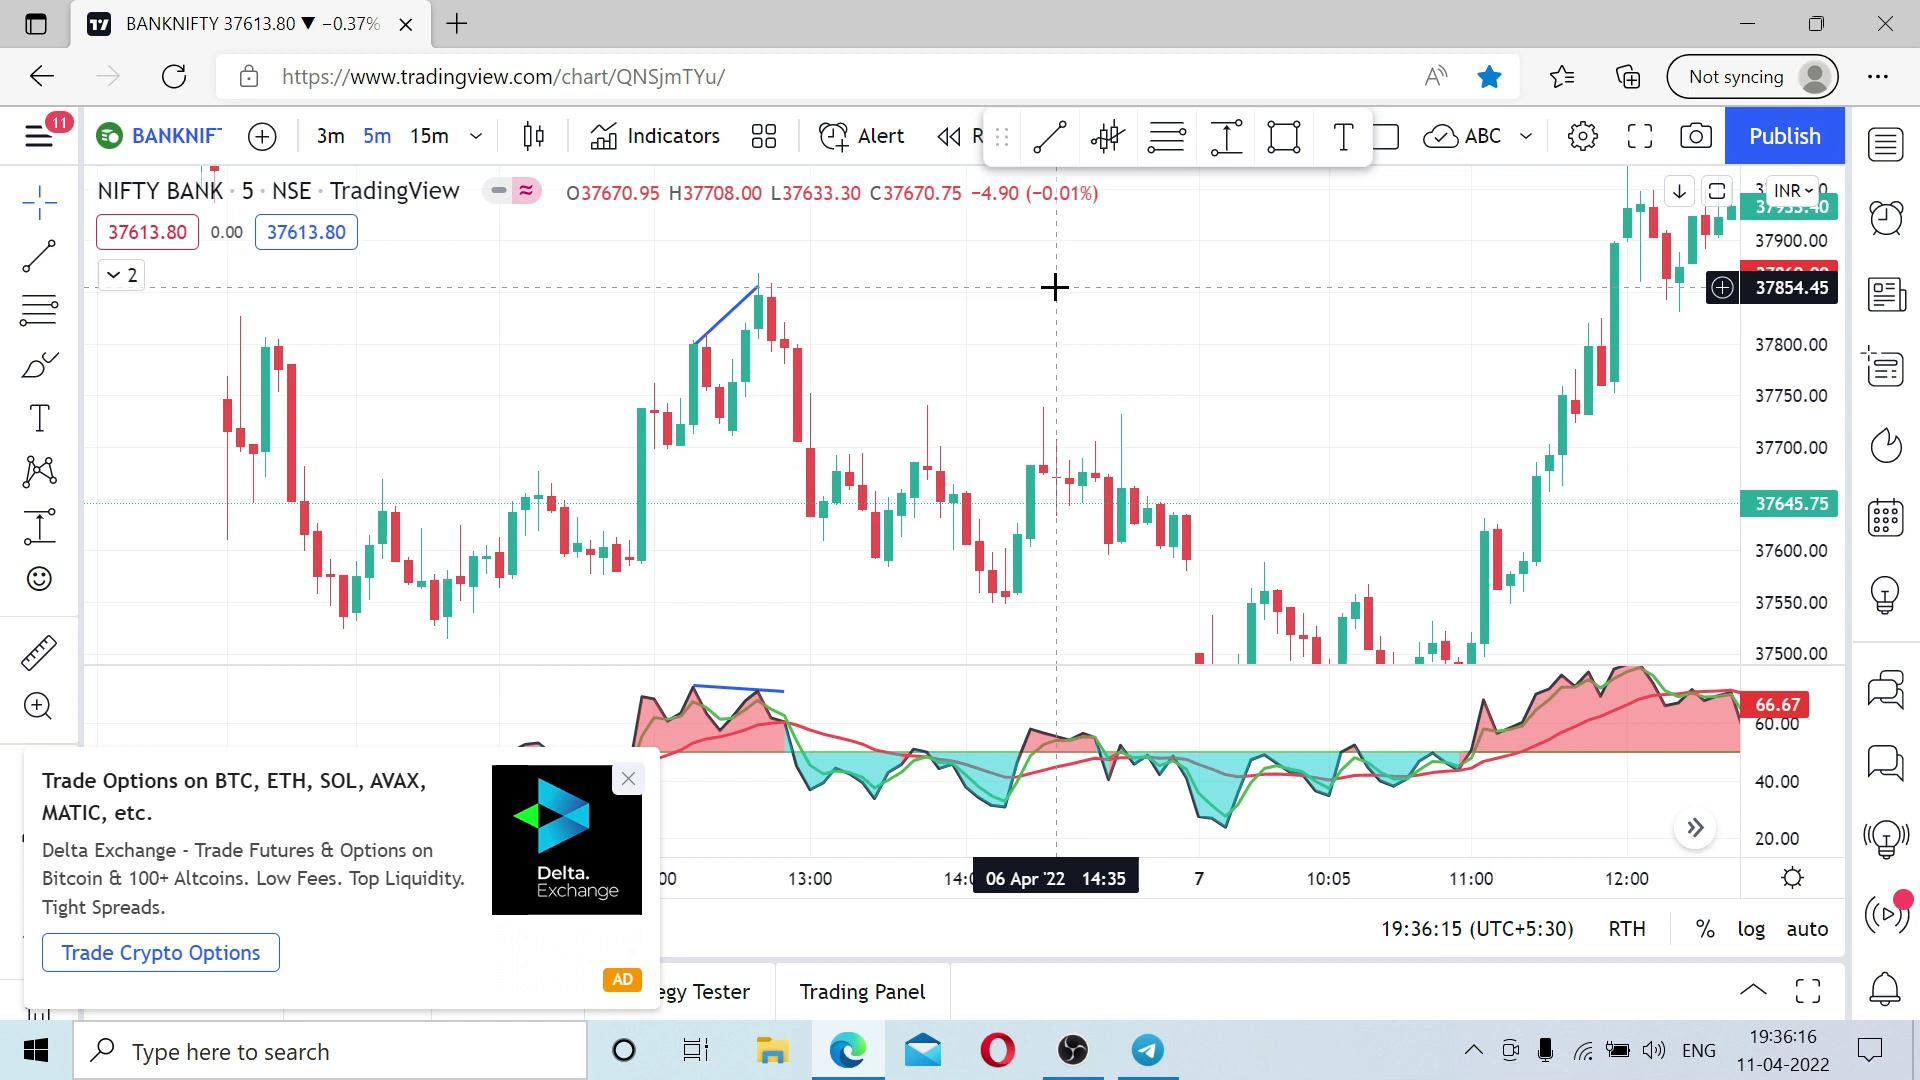 BANKNIFTY 37613.80 ▼ −0.37%
https://www.tradingview.com/chart/QNSjmTYu/
Not syncing
11
BANKNIF
3m 5m 15m
Indicators
Alert
R
T
ABC
Publish
NIFTY BANK · 5 · NSE · TradingView
O37670.95 H37708.00 L37633.30 C37670.75 −4.90 (−0.01%)
INR
37613.80 0.00 37613.80
2
37900.00
37854.45
37800.00
37750.00
37700.00
37645.75
37600.00
37550.00
37500.00
66.67
60.00
40.00
20.00
Trade Options on BTC, ETH, SOL, AVAX,
MATIC, etc.
Delta Exchange - Trade Futures & Options on
Bitcoin & 100+ Altcoins. Low Fees. Top Liquidity.
Tight Spreads.
Trade Crypto Options
Delta.
Exchange
AD
13:00 06 Apr '22 14:35 7 10:05 11:00 12:00
19:36:15 (UTC+5:30) RTH % log auto
egy Tester Trading Panel
Type here to search
ENG
19:36:16
11-04-2022